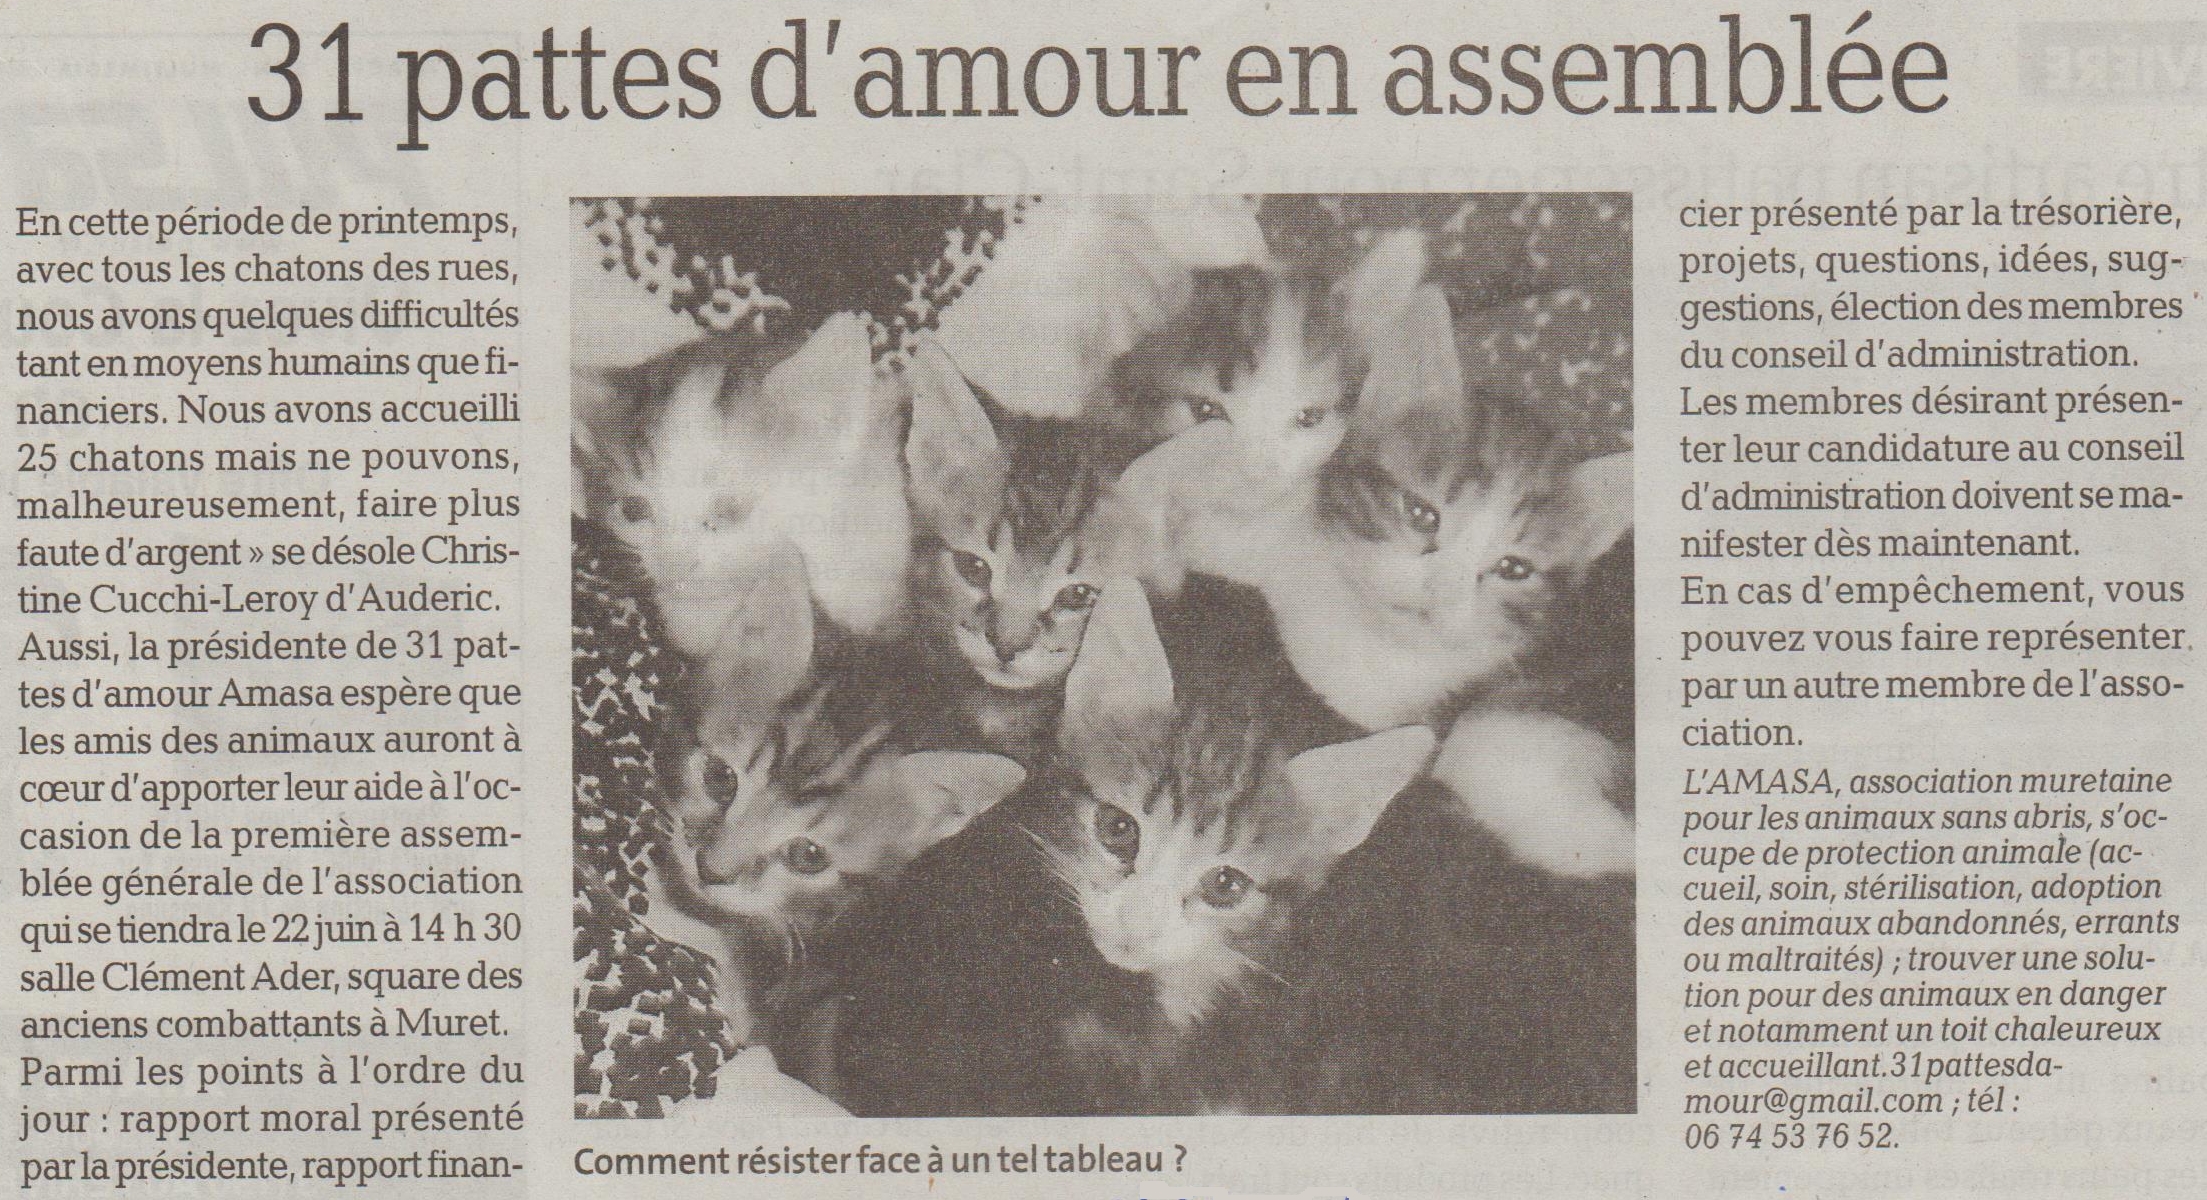 31 pattes d'amour en assemblée
En cette période de printemps,
avec tous les chatons des rues,
nous avons quelques difficultés
tant en moyens humains que fi-
nanciers. Nous avons accueilli
25 chatons mais ne pouvons,
malheureusement, faire plus
faute d'argent » se désole Chris-
tine Cucchi-Leroy d'Auderic.
Aussi, la présidente de 31 pat-
tes d'amour Amasa espère que
les amis des animaux auront à
cœur d'apporter leur aide à l'oc-
casion de la première assem-
blée générale de l'association
qui se tiendra le 22 juin à 14 h 30
salle Clément Ader, square des
anciens combattants à Muret.
Parmi les points à l'ordre du
jour : rapport moral présenté
par la présidente, rapport finan-
Comment résister face à un tel tableau ?
cier présenté par la trésorière,
projets, questions, idées, sug-
gestions, élection des membres
du conseil d'administration.
Les membres désirant présen-
ter leur candidature au conseil
d'administration doivent se ma-
nifester dès maintenant.
En cas d'empêchement, vous
pouvez vous faire représenter
par un autre membre de l'asso-
ciation.
L'AMASA, association muretaine
pour les animaux sans abris, s'oc-
cupe de protection animale (ac-
cueil, soin, stérilisation, adoption
des animaux abandonnés, errants
ou maltraités) ; trouver une solu-
tion pour des animaux en danger
et notamment un toit chaleureux
et accueillant.31pattesda-
mour@gmail.com ; tél :
06 74 53 76 52.